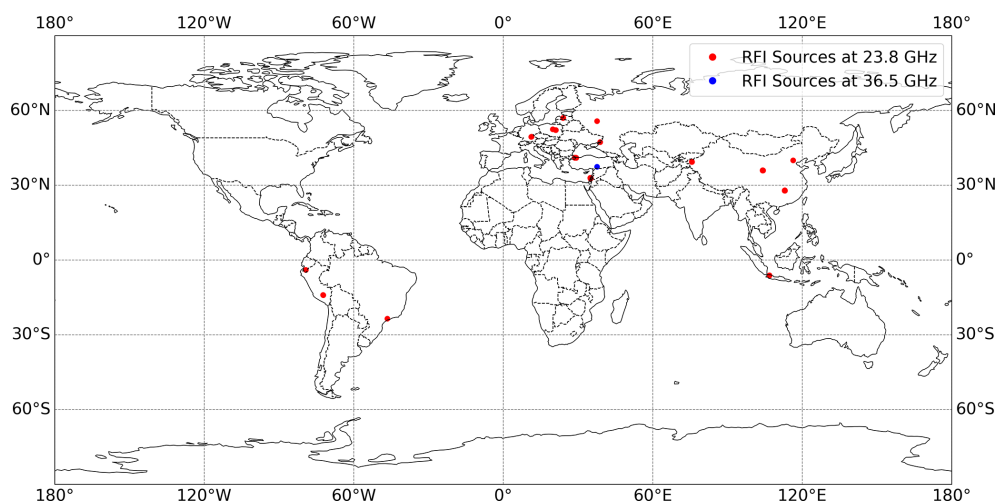 180° 120°W 60°W 0° 60°E 120°E 180°
RFI Sources at 23.8 GHz
RFI Sources at 36.5 GHz
60°N 60°N
30°N 30°N
0° 0°
30°S 30°S
60°S 60°S
180° 120°W 60°W 0° 60°E 120°E 180°